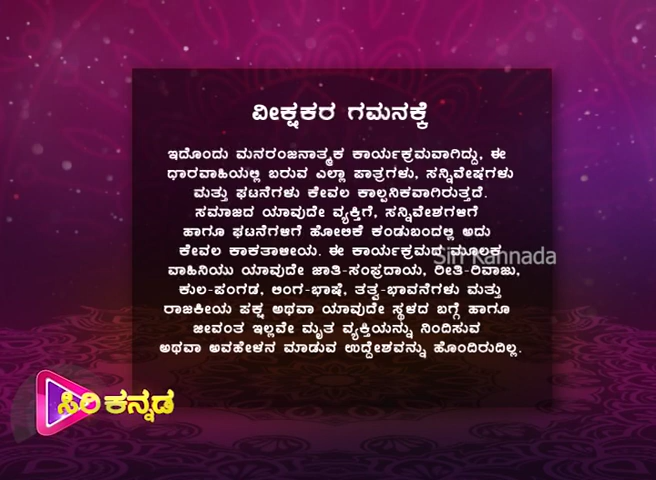 ವೀಕ್ಷಕರ ಗಮನಕ್ಕೆ
ಇದೊಂದು ಮನರಂಜನಾತ್ಮಕ ಕಾರ್ಯಕ್ರಮವಾಗಿದ್ದು, ಈ
ಧಾರವಾಹಿಯಲ್ಲಿ ಬರುವ ಎಲ್ಲಾ ಪಾತ್ರಗಳು, ಸನ್ನಿವೇಷಗಳು
ಮತ್ತು ಘಟನೆಗಳು ಕೇವಲ ಕಾಲ್ಪನಿಕವಾಗಿರುತ್ತದೆ.
ಸಮಾಜದ ಯಾವುದೇ ವ್ಯಕ್ತಿಗೆ, ಸನ್ನಿವೇಶಗಳಿಗೆ
ಹಾಗೂ ಘಟನೆಗಳಿಗೆ ಹೋಲಿಕೆ ಕಂಡುಬಂದಲ್ಲಿ ಅದು
ಕೇವಲ ಕಾಕತಾಳೀಯ. ಈ ಕಾರ್ಯಕ್ರಮದ ಮೂಲಕ
Siri Kannada
ವಾಹಿನಿಯು ಯಾವುದೇ ಜಾತಿ-ಸಂಪ್ರದಾಯ, ರೀತಿ-ರಿವಾಜು,
ಕುಲ-ಪಂಗಡ, ಲಿಂಗ-ಭಾಷೆ, ತತ್ವ-ಭಾವನೆಗಳು ಮತ್ತು
ರಾಜಕೀಯ ಪಕ್ಷ ಅಥವಾ ಯಾವುದೇ ಸ್ಥಳದ ಬಗ್ಗೆ ಹಾಗೂ
ಜೀವಂತ ಇಲ್ಲವೇ ಮೃತ ವ್ಯಕ್ತಿಯನ್ನು ನಿಂದಿಸುವ
ಅಥವಾ ಅವಹೇಳನ ಮಾಡುವ ಉದ್ದೇಶವನ್ನು ಹೊಂದಿರುದಿಲ್ಲ.
ಸಿರಿ ಕನ್ನಡ